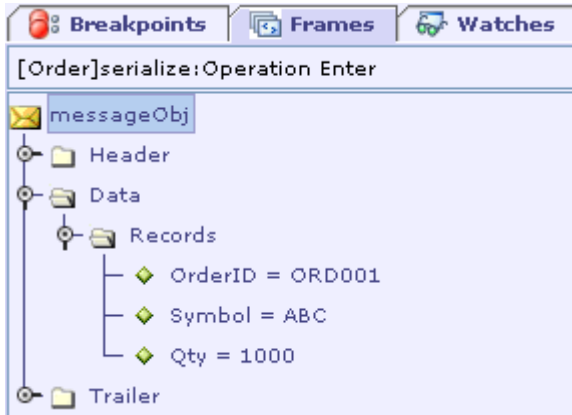 Breakpoints Frames Watches
[Order]serialize:Operation Enter
messageObj
Header
Data
Records
OrderID = ORD001
Symbol = ABC
Qty = 1000
Trailer